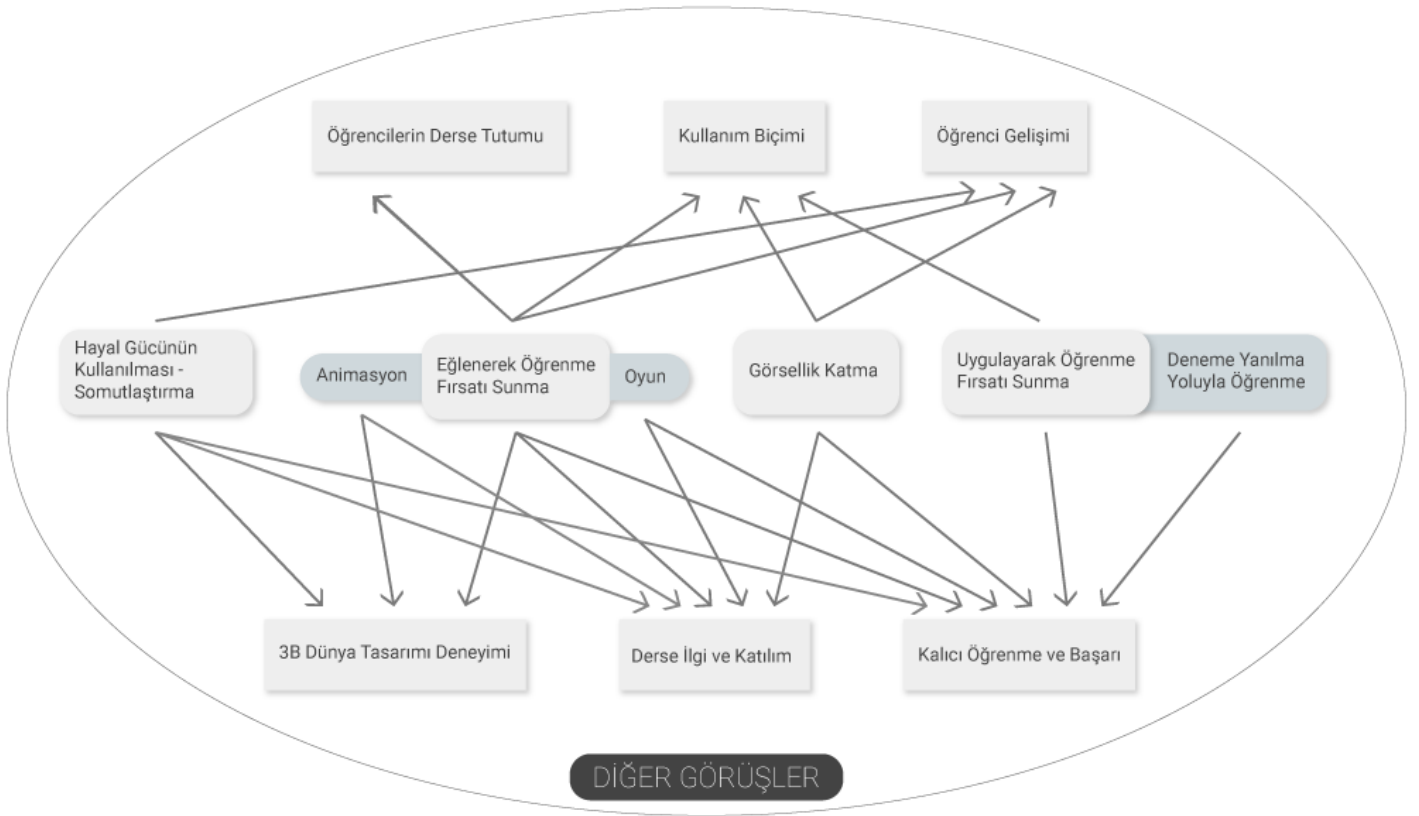 Öğrencilerin Derse Tutumu
Kullanım Biçimi
Öğrenci Gelişimi
Hayal Gücünün
Kullanılması -
Somutlaştırma
Animasyon
Eğlenerek Öğrenme
Fırsatı Sunma
Oyun
Görsellik Katma
Uygulayarak Öğrenme
Fırsatı Sunma
Deneme Yanılma
Yoluyla Öğrenme
3B Dünya Tasarımı Deneyimi
Derse İlgi ve Katılım
Kalıcı Öğrenme ve Başarı
DİĞER GÖRÜŞLER